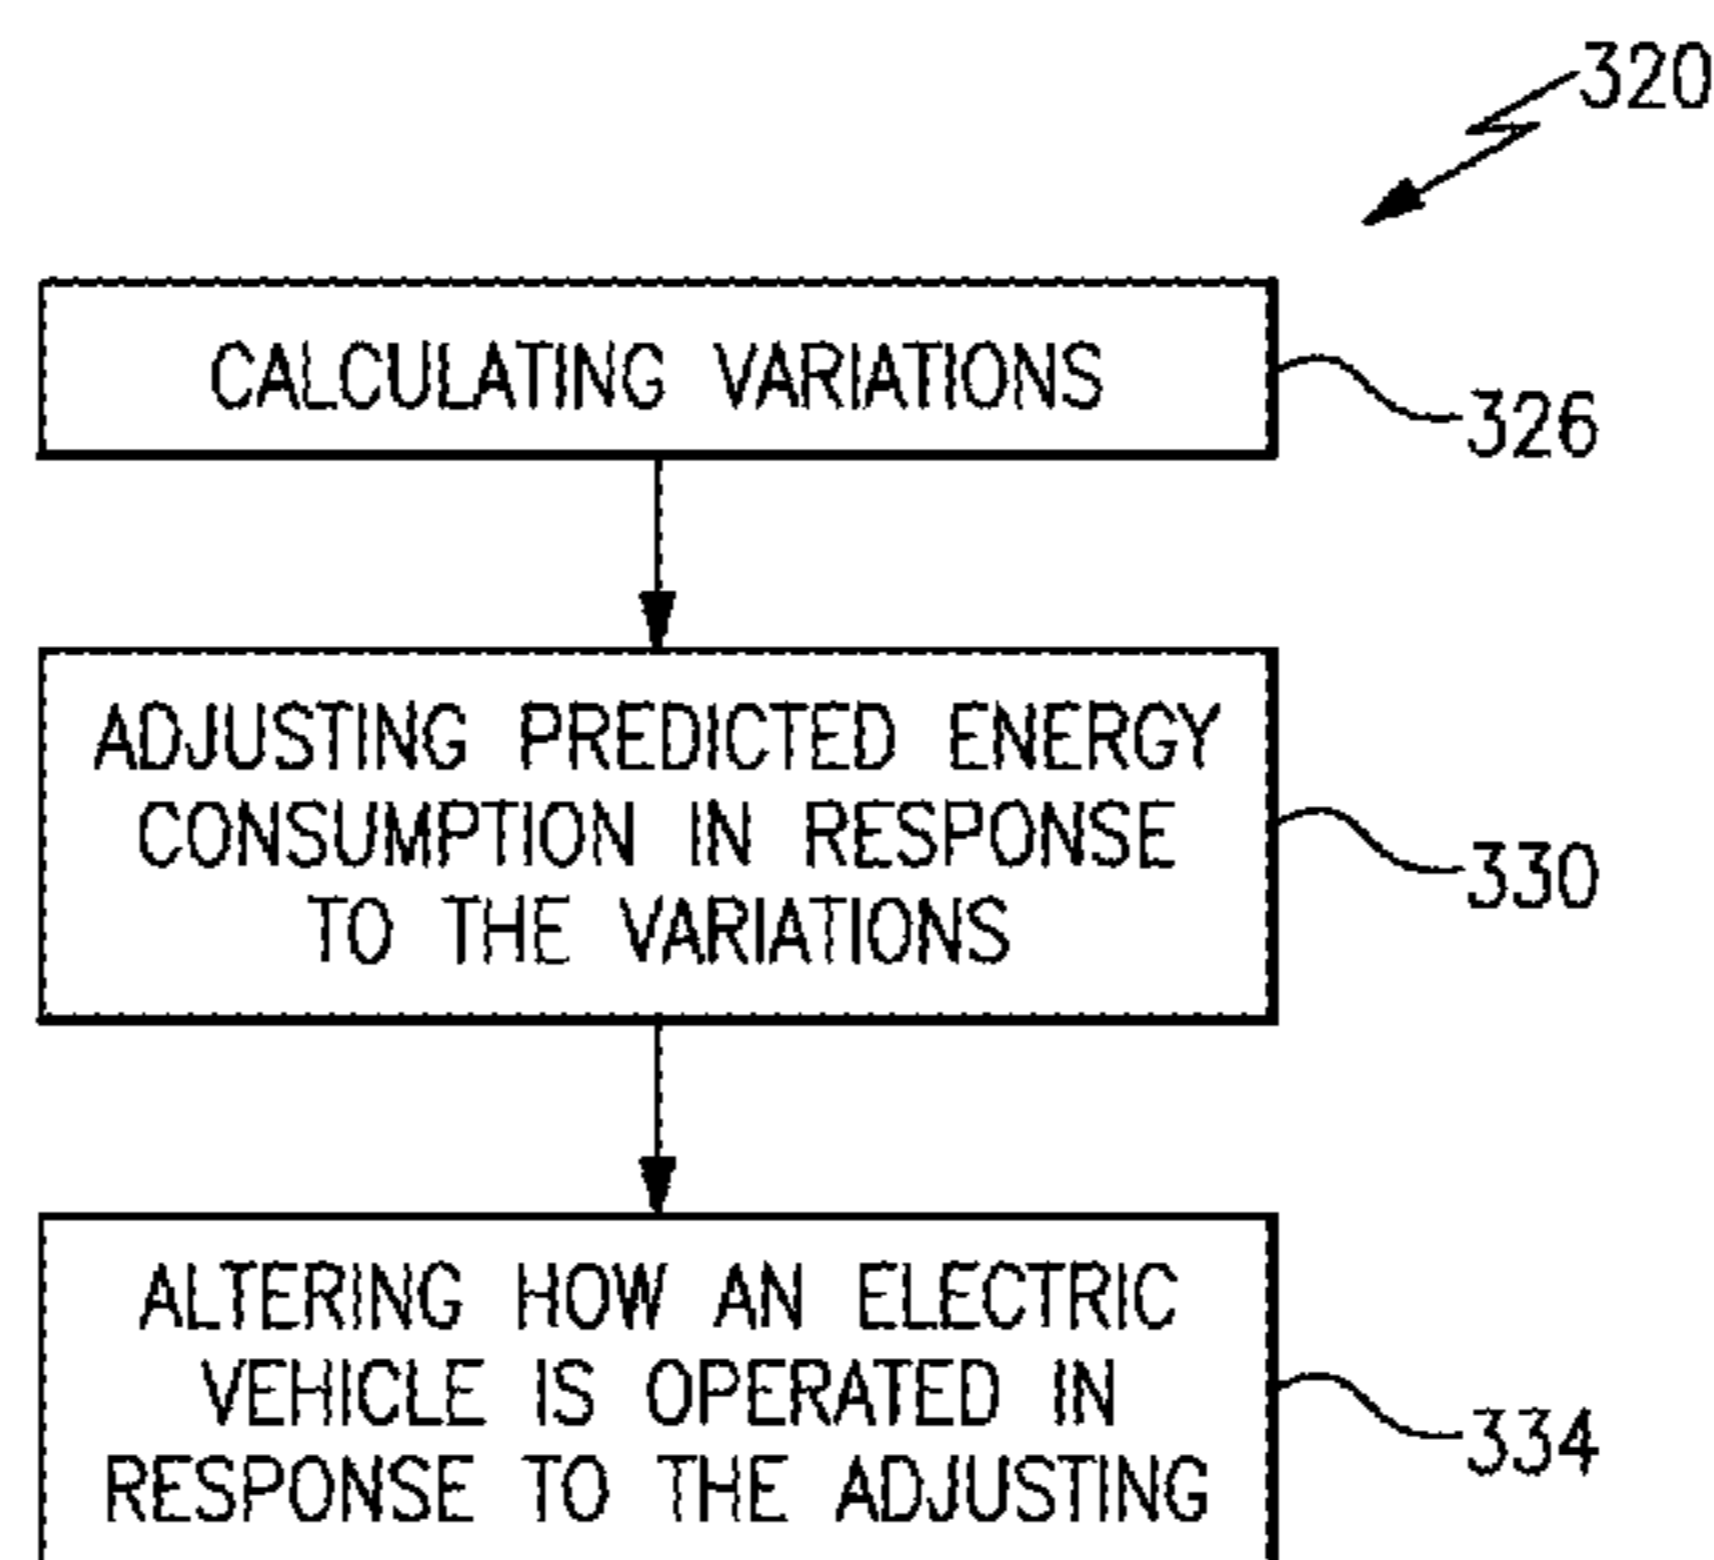 320
CALCULATING VARIATIONS
326
ADJUSTING PREDICTED ENERGY
CONSUMPTION IN RESPONSE
TO THE VARIATIONS
330
ALTERING HOW AN ELECTRIC
VEHICLE IS OPERATED IN
RESPONSE TO THE ADJUSTING
334